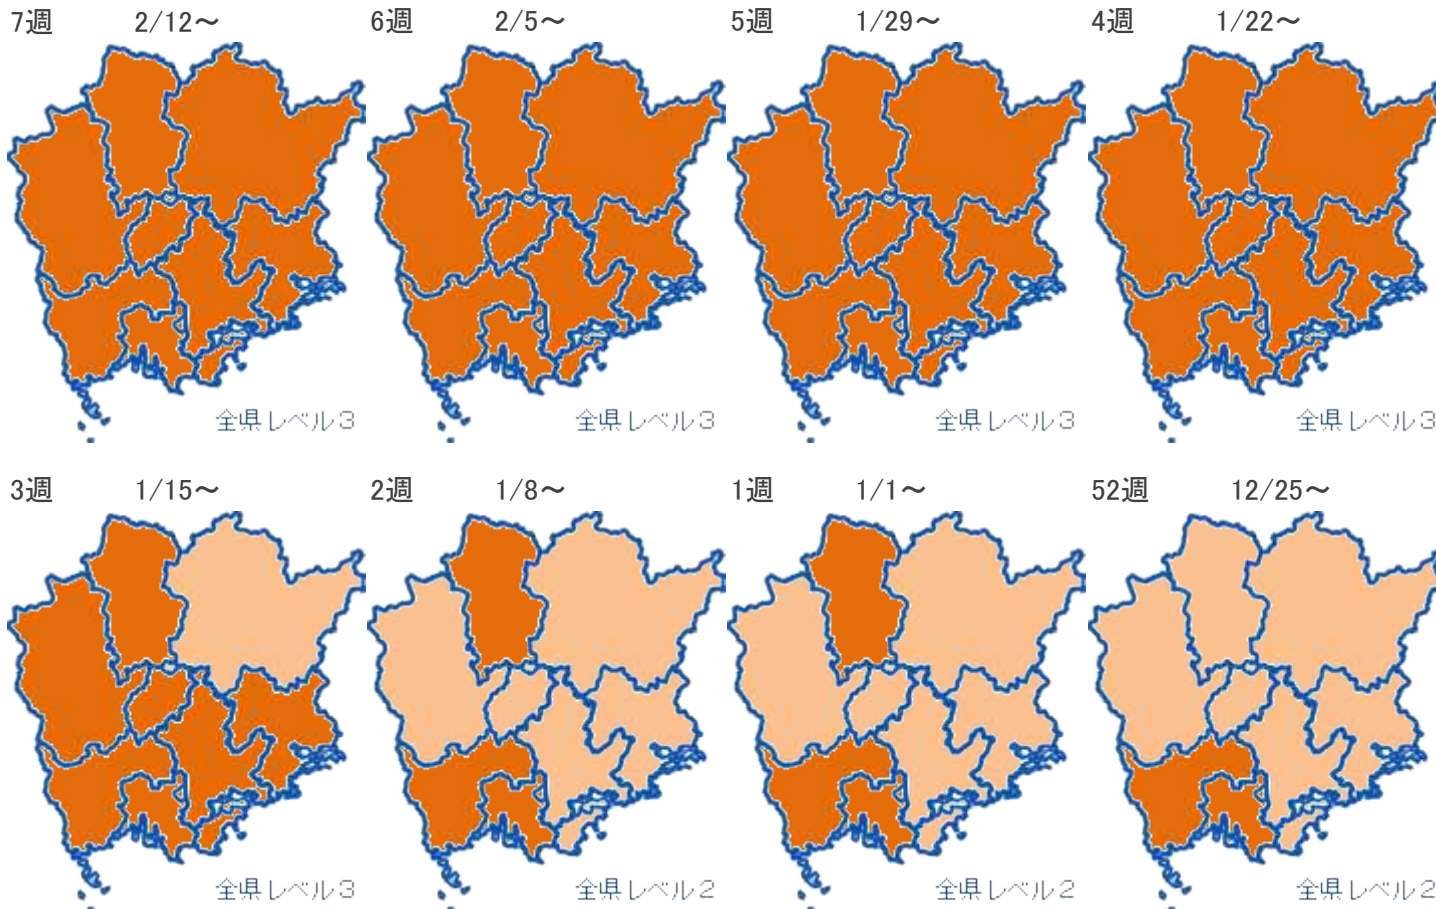 7週 2/12～
6週 2/5～
5週 1/29～
4週 1/22～
全県レベル3
全県レベル3
全県レベル3
全県レベル3
3週 1/15～
2週 1/8～
1週 1/1～
52週 12/25～
全県レベル3
全県レベル2
全県レベル2
全県レベル2